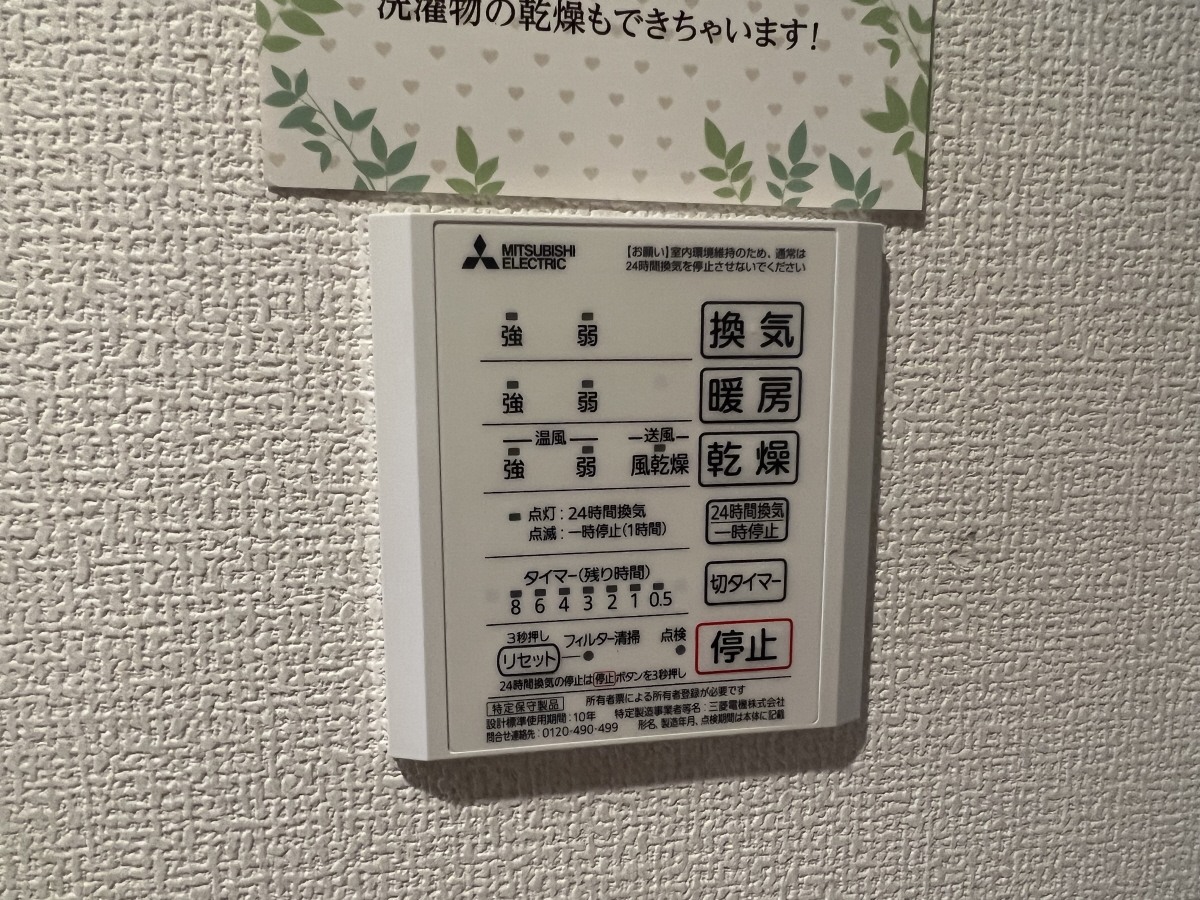 洗濯物の乾燥もできちゃいます!
MITSUBISHI
ELECTRIC
【お願い】室内環境維持のため、通常は
24時間換気を停止させないでください
強 弱 換気
強 弱 暖房
温風 送風
強 弱 風乾燥 乾燥
点灯:24時間換気
点滅:一時停止(1時間)
24時間換気
一時停止
タイマー(残り時間)
8 6 4 3 2 1 0.5
切タイマー
3秒押し
リセット フィルター清掃 点検
停止
24時間換気の停止は停止ボタンを3秒押し
特定保守製品 所有者票による所有者登録が必要です
設計標準使用期間:10年 特定製造事業者等名:三菱電機株式会社
問合せ連絡先:0120-490-499 形名、製造年月、点検期間は本体に記載